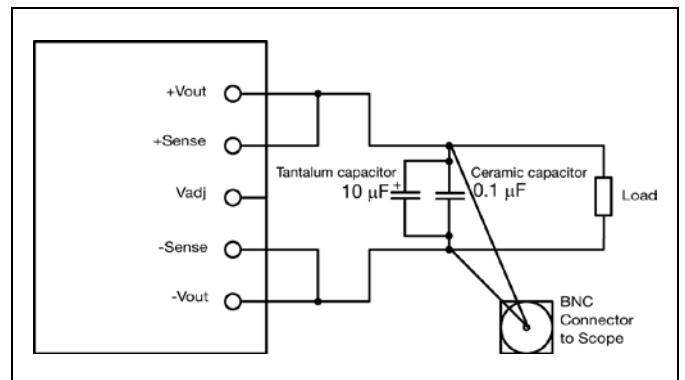 +Vout
+Sense
Vadj
-Sense
-Vout
Tantalum capacitor
10 μF +
Ceramic capacitor
0.1 μF
Load
BNC
Connector
to Scope